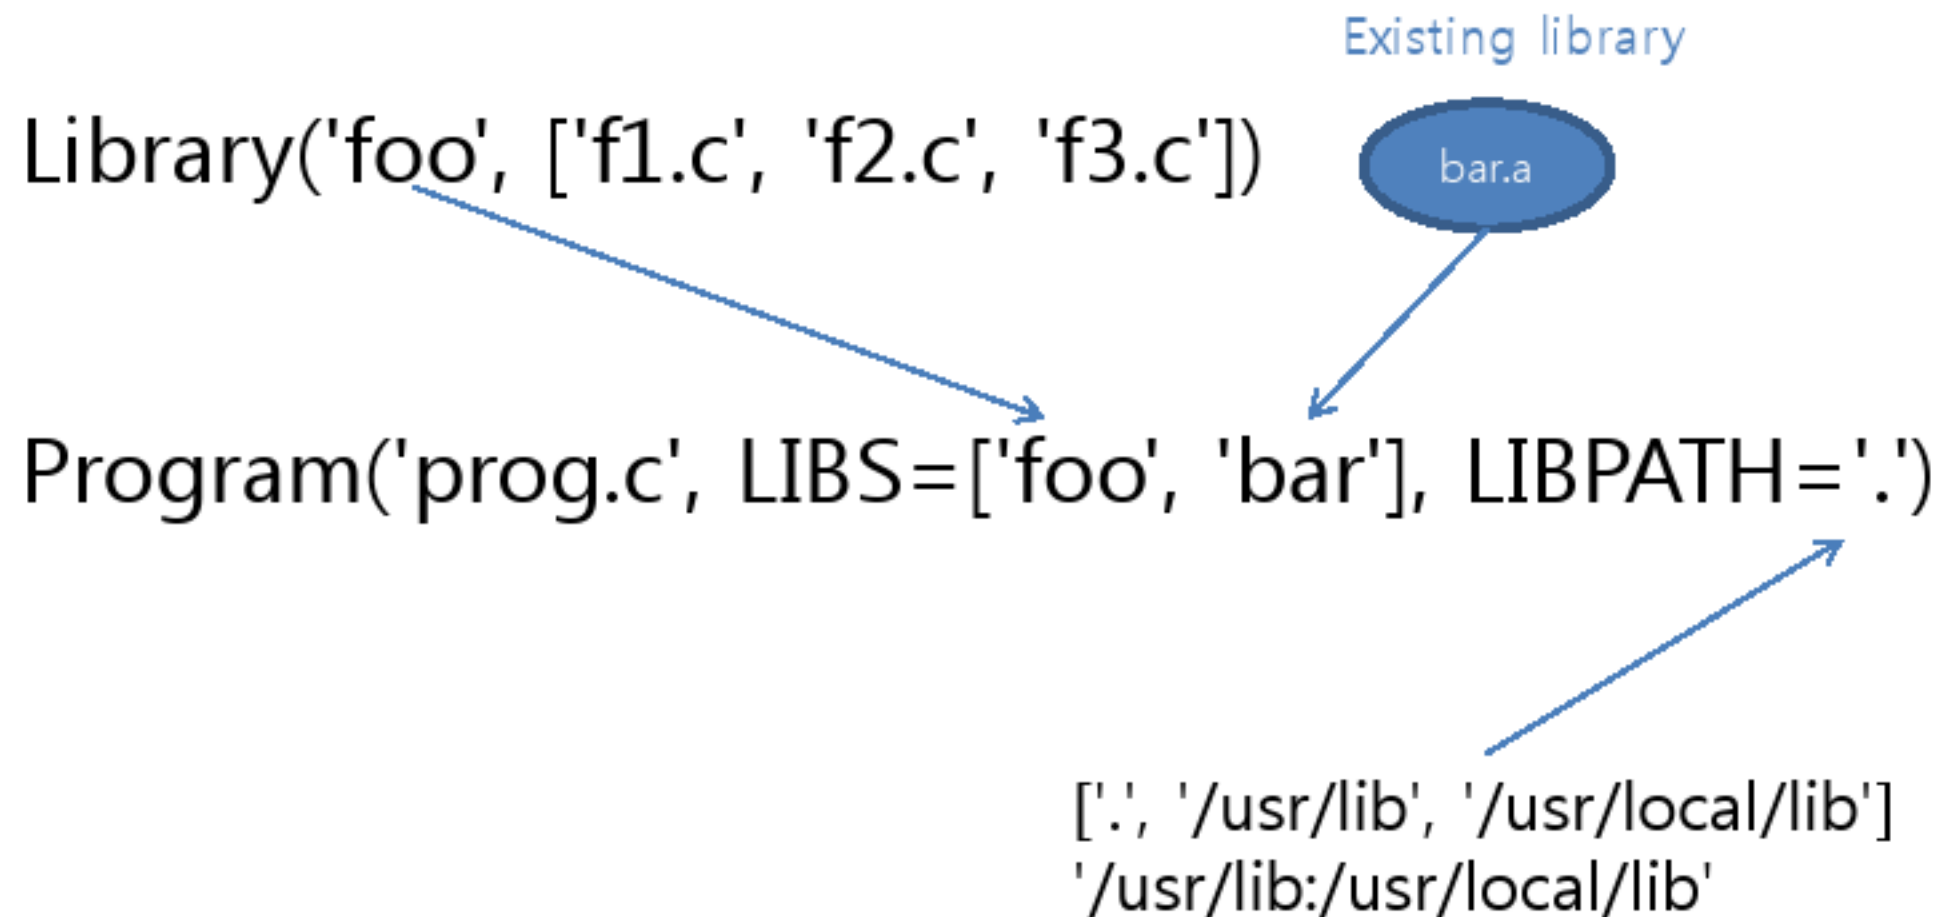 Existing library
Library('foo', ['f1.c', 'f2.c', 'f3.c'])
bar.a
Program('prog.c', LIBS=['foo', 'bar'], LIBPATH='.')
['.', '/usr/lib', '/usr/local/lib']
'/usr/lib:/usr/local/lib'